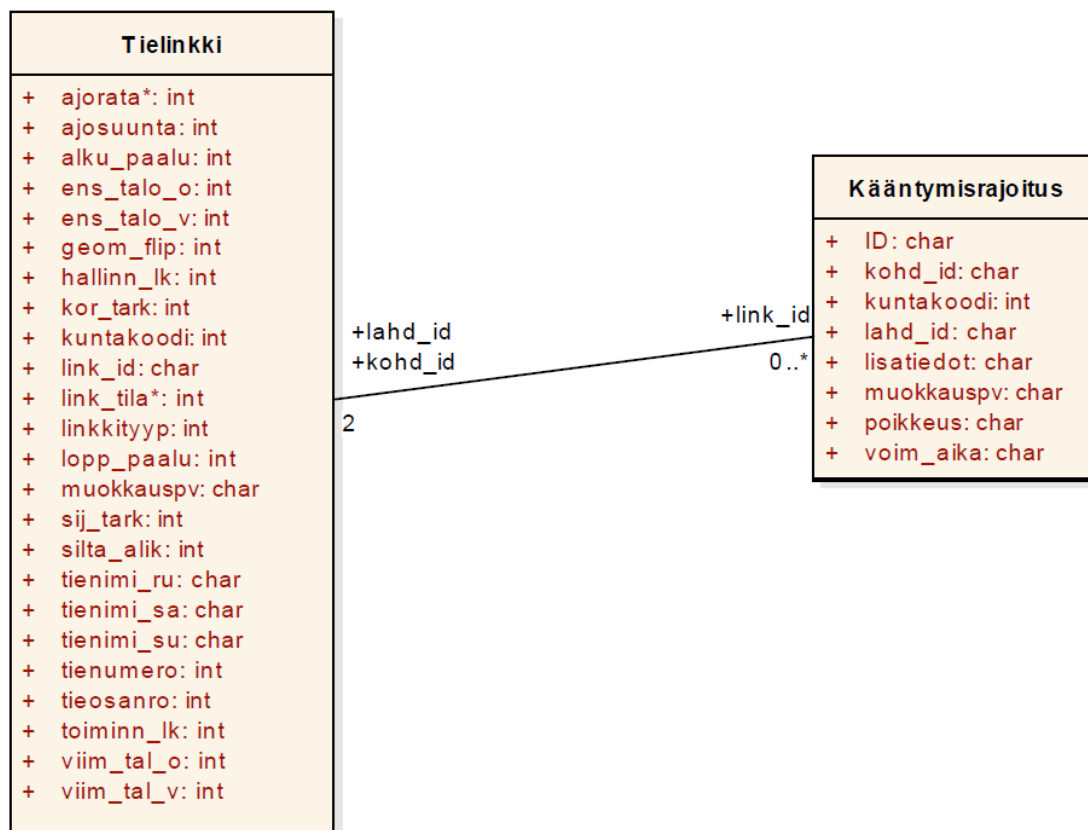 Tielinkki
+ ajorata*: int
+ ajosuunta: int
+ alku_paalu: int
+ ens_talo_o: int
+ ens_talo_v: int
+ geom_flip: int
+ hallinn_lk: int
+ kor_tark: int
+ kuntakoodi: int
+ link_id: char
+ link_tila*: int
+ linkkityyp: int
+ lopp_paalu: int
+ muokkauspv: char
+ sij_tark: int
+ silta_alik: int
+ tienimi_ru: char
+ tienimi_sa: char
+ tienimi_su: char
+ tienumero: int
+ tieosanro: int
+ toiminn_lk: int
+ viim_tal_o: int
+ viim_tal_v: int
+lahd_id
+kohd_id
2
+link_id
0..*
Kääntymisrajoitus
+ ID: char
+ kohd_id: char
+ kuntakoodi: int
+ lahd_id: char
+ lisatiedot: char
+ muokkauspv: char
+ poikkeus: char
+ voim_aika: char